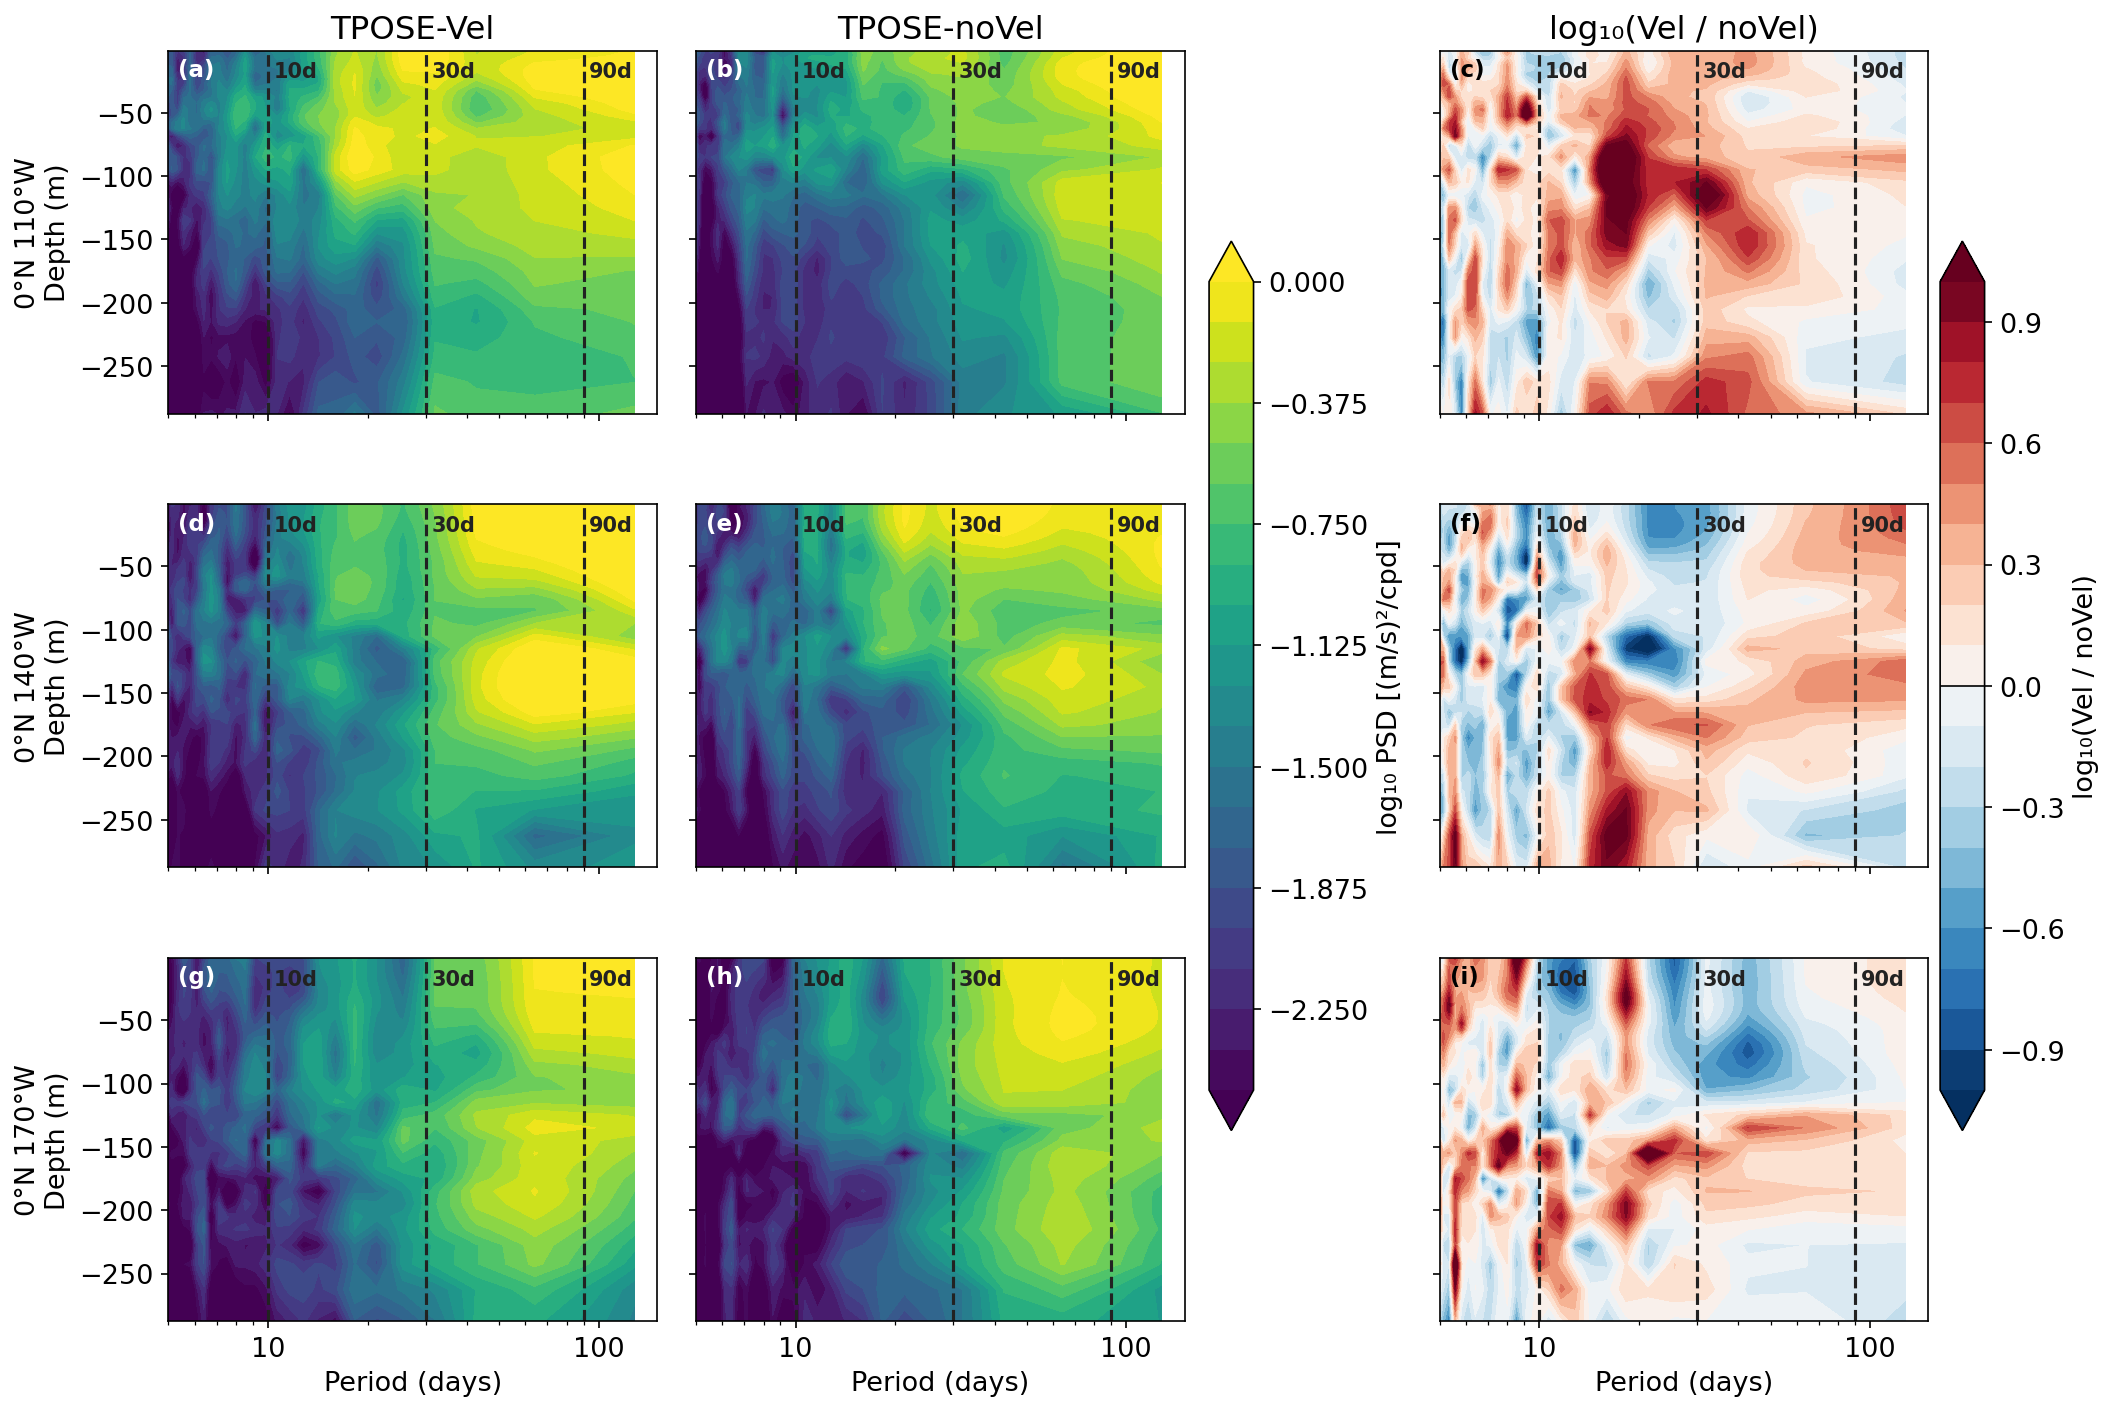 TPOSE-Vel
TPOSE-noVel
log₁₀(Vel / noVel)
(a)
10d
30d
90d
(b)
10d
30d
90d
(c)
10d
30d
90d
0°N 110°W
Depth (m)
−50
−100
−150
−200
−250
(d)
10d
30d
90d
(e)
10d
30d
90d
(f)
10d
30d
90d
0°N 140°W
Depth (m)
−50
−100
−150
−200
−250
(g)
10d
30d
90d
(h)
10d
30d
90d
(i)
10d
30d
90d
0°N 170°W
Depth (m)
−50
−100
−150
−200
−250
10
100
Period (days)
10
100
Period (days)
10
100
Period (days)
0.000
−0.375
−0.750
−1.125
−1.500
−1.875
−2.250
log₁₀ PSD [(m/s)²/cpd]
0.9
0.6
0.3
0.0
−0.3
−0.6
−0.9
log₁₀(Vel / noVel)